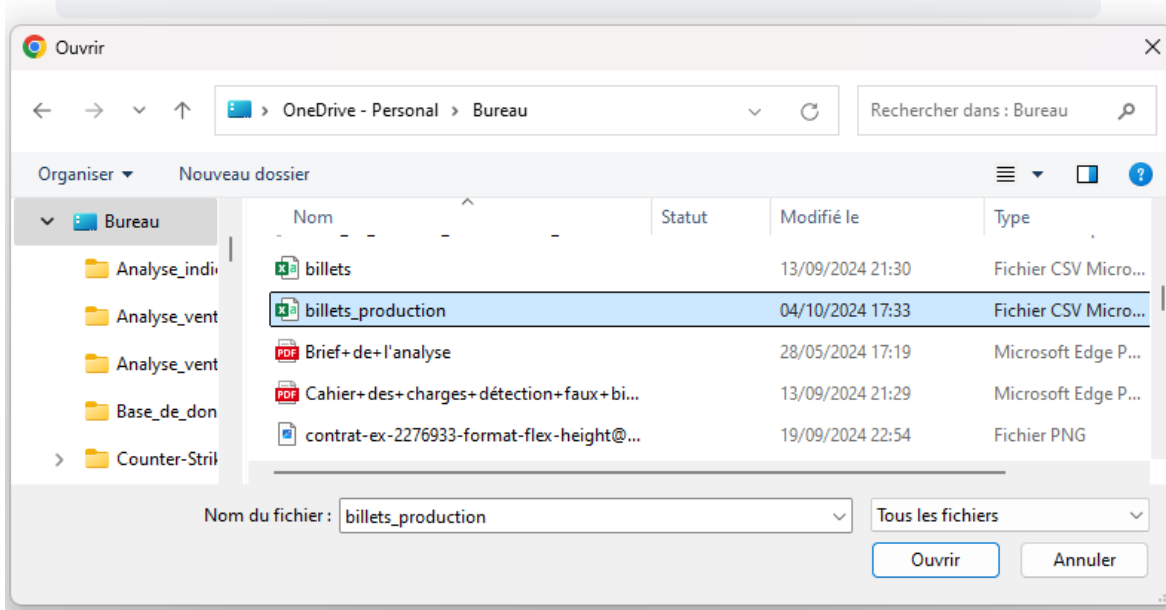 Ouvrir
OneDrive - Personal > Bureau
Rechercher dans : Bureau
Organiser
Nouveau dossier
?
Bureau
Analyse_indi
Analyse_vent
Analyse_vent
Base_de_don
Counter-Strik
Nom Statut Modifié le Type
billets 13/09/2024 21:30 Fichier CSV Micro...
billets_production 04/10/2024 17:33 Fichier CSV Micro...
PDF Brief+de+l'analyse 28/05/2024 17:19 Microsoft Edge P...
PDF Cahier+des+charges+détection+faux+bi... 13/09/2024 21:29 Microsoft Edge P...
contrat-ex-2276933-format-flex-height@... 19/09/2024 22:54 Fichier PNG
Nom du fichier : billets_production
Tous les fichiers
Ouvrir
Annuler